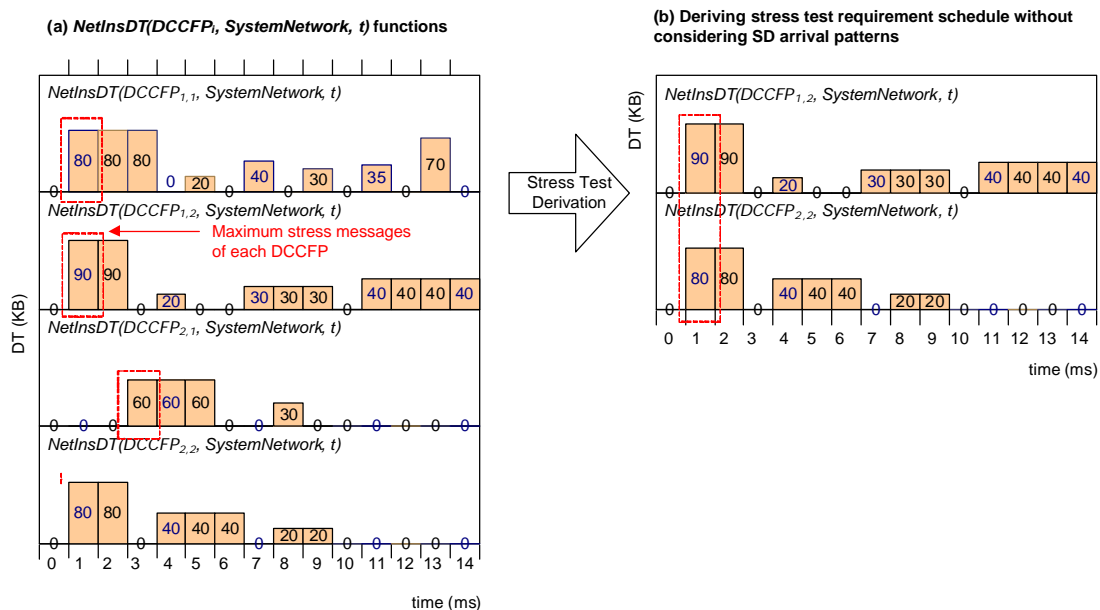 (a) NetInsDT(DCCFPi, SystemNetwork, t) functions
NetInsDT(DCCFP1,1, SystemNetwork, t)
0 80 80 80 0 20 0 40 0 30 0 35 0 70 0
NetInsDT(DCCFP1,2, SystemNetwork, t)
Maximum stress messages
of each DCCFP
0 90 90 0 20 0 0 30 30 30 0 40 40 40 40
NetInsDT(DCCFP2,1, SystemNetwork, t)
0 0 0 60 60 60 0 0 30 0 0 0 0 0 0
NetInsDT(DCCFP2,2, SystemNetwork, t)
0 80 80 0 40 40 40 0 20 20 0 0 0 0 0
0 1 2 3 4 5 6 7 8 9 10 11 12 13 14
DT (KB)
time (ms)
Stress Test
Derivation
(b) Deriving stress test requirement schedule without
considering SD arrival patterns
NetInsDT(DCCFP1,2, SystemNetwork, t)
0 90 90 0 20 0 0 30 30 30 0 40 40 40 40
NetInsDT(DCCFP2,2, SystemNetwork, t)
0 80 80 0 40 40 40 0 20 20 0 0 0 0 0
0 1 2 3 4 5 6 7 8 9 10 11 12 13 14
DT (KB)
time (ms)